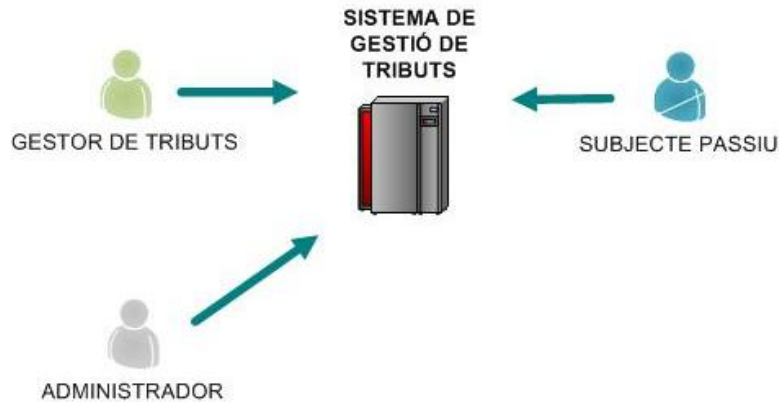 SISTEMA DE
GESTIÓ DE
TRIBUTS
GESTOR DE TRIBUTS
SUBJECTE PASSIU
ADMINISTRADOR